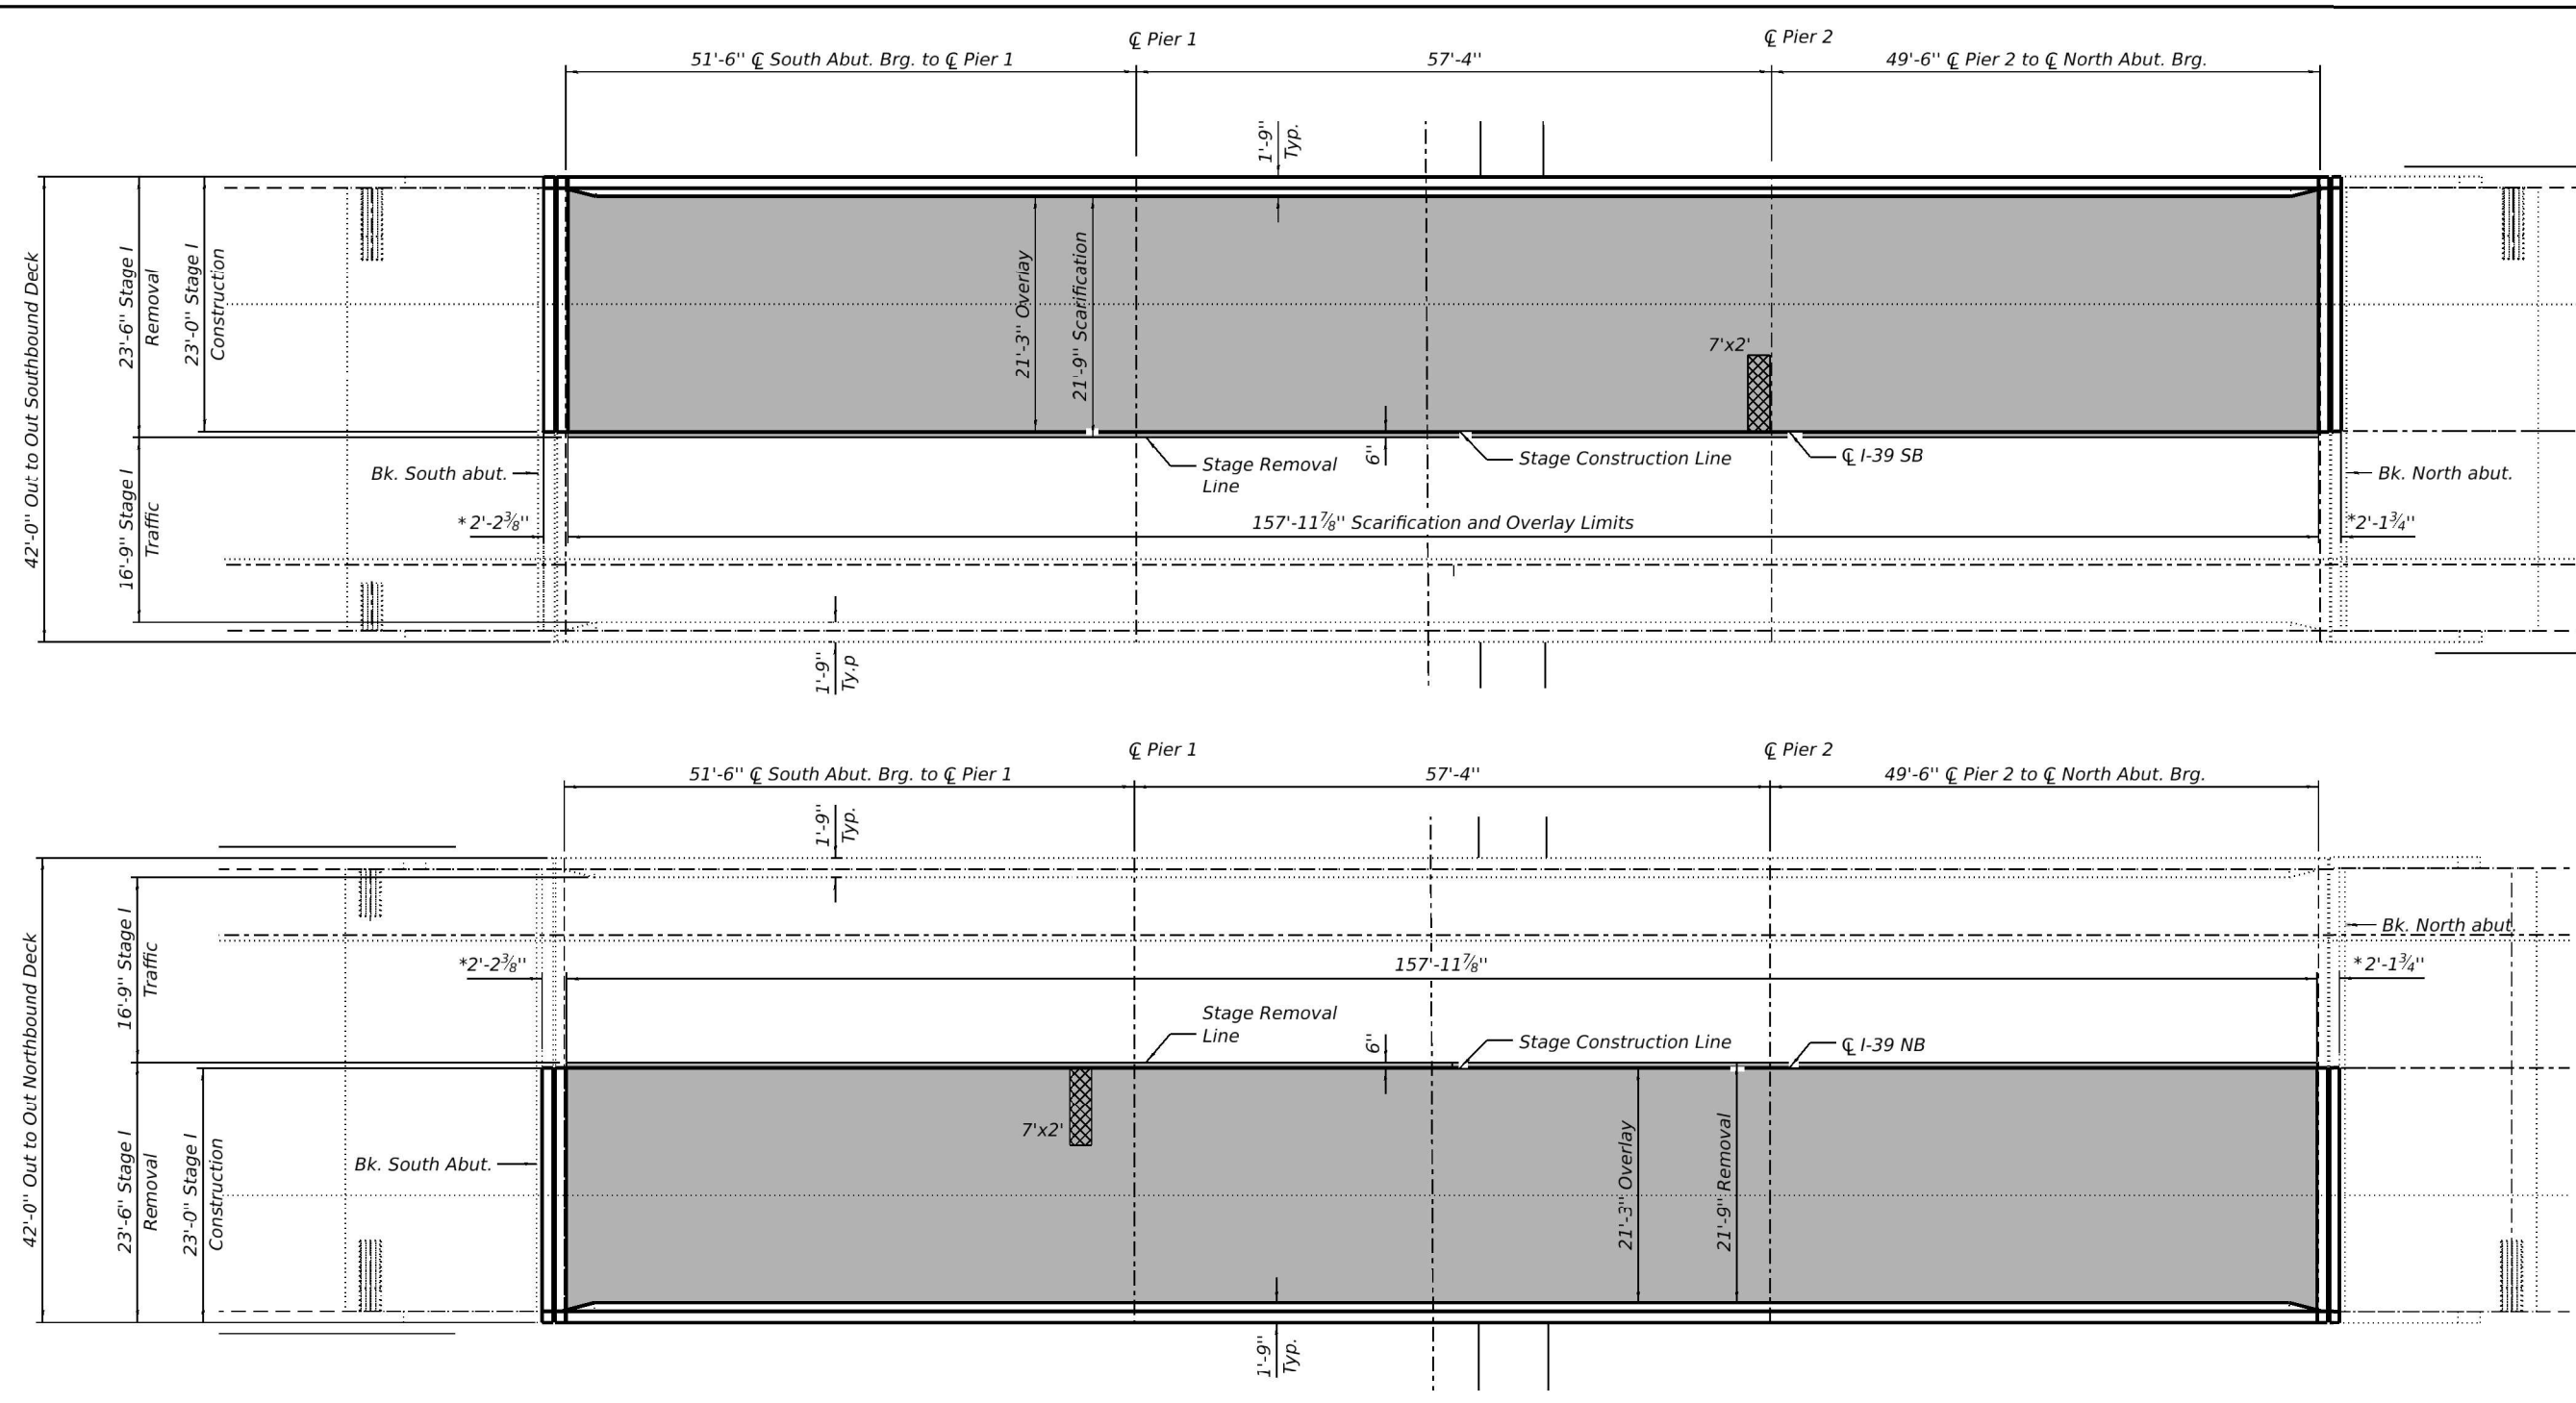 ℄ Pier 1
℄ Pier 2
51'-6" ℄ South Abut. Brg. to ℄ Pier 1
57'-4"
49'-6" ℄ Pier 2 to ℄ North Abut. Brg.
1'-9"
Typ.
42'-0" Out to Out Southbound Deck
23'-6" Stage I
Removal
23'-0" Stage I
Construction
21'-3" Overlay
21'-9" Scarification
7'x2'
16'-9" Stage I
Traffic
Bk. South abut.
Stage Removal
Line
6"
Stage Construction Line
℄ I-39 SB
Bk. North abut.
*2'-2⅜"
157'-11⅞" Scarification and Overlay Limits
*2'-1¾"
1'-9"
Ty.p
℄ Pier 1
℄ Pier 2
51'-6" ℄ South Abut. Brg. to ℄ Pier 1
57'-4"
49'-6" ℄ Pier 2 to ℄ North Abut. Brg.
1'-9"
Typ.
42'-0" Out to Out Northbound Deck
16'-9" Stage I
Traffic
Bk. North abut.
*2'-2⅜"
157'-11⅞"
*2'-1¾"
Stage Removal
Line
6"
Stage Construction Line
℄ I-39 NB
23'-6" Stage I
Removal
23'-0" Stage I
Construction
Bk. South Abut.
7'x2'
21'-3" Overlay
21'-9" Removal
1'-9"
Typ.